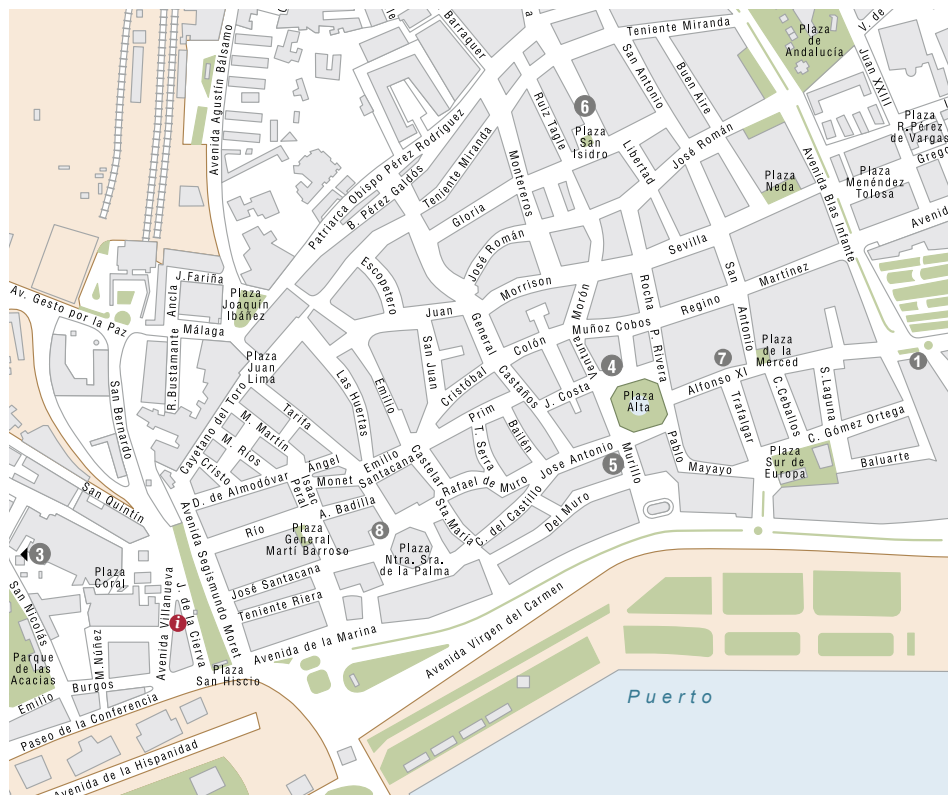 Barraquer
Teniente Miranda
Plaza
de
Andalucía
V. de
Juan XXIII
Avenida Agustín Bálsamo
San Antonio
Buen Aire
6
Plaza
San
Isidro
Ruiz Tagle
Libertad
José Román
Plaza
R.Pérez
de Vargas
Grego
Plaza
Menéndez
Tolosa
Plaza
Neda
Avenida Blas Infante
Avenida
Patriarca Obispo Pérez Rodríguez
B. Pérez Galdós
Teniente Miranda
Montereros
Gloria
José Román
Sevilla
San
Antonio
Martínez
Regino
Escopetero
Morrison
Morón
Ventura
Rocha
P. Rivera
J.Fariña
Ancla
Plaza
Joaquín
Ibáñez
Av. Gesto por la Paz
Málaga
R.Bustamante
Juan
General
Castaños
Colón
Muñoz Cobos
Plaza
Juan
Lima
San Juan
Cristóbal
4
7
Plaza
de la
Merced
1
San Bernardo
Las Huertas
Emilio
J. Costa
Plaza
Alta
Alfonso XI
Trafalgar
C.Ceballos
S.Laguna
C. Gómez Ortega
Cayetano del Toro
Tarifa
M. Martín
M. Ríos
Cristo
Prim
Bailén
T. Serra
Jose Antonio
Murillo
5
Pablo
Mayayo
Plaza
Sur de
Europa
Baluarte
Ángel
Emilio
Santacana
Castelar
Rafael de Muro
D. de Almodóvar
Isaac
Peral
Monet
A. Badilla
Sta.María
C. del Castillo
Del Muro
San Quintín
Avenida Segismundo Moret
Río
Plaza
General
Martí Barroso
8
Plaza
Ntra. Sra.
de la Palma
3
Plaza
Coral
José Santacana
Teniente Riera
San Nicolás
Avenida Villanueva
J. de la Cierva
i
Avenida de la Marina
Avenida Virgen del Carmen
Parque
de las
Acacias
M.Núñez
Plaza
San Hiscio
Emilio
Burgos
Paseo de la Conferencia
Puerto
Avenida de la Hispanidad